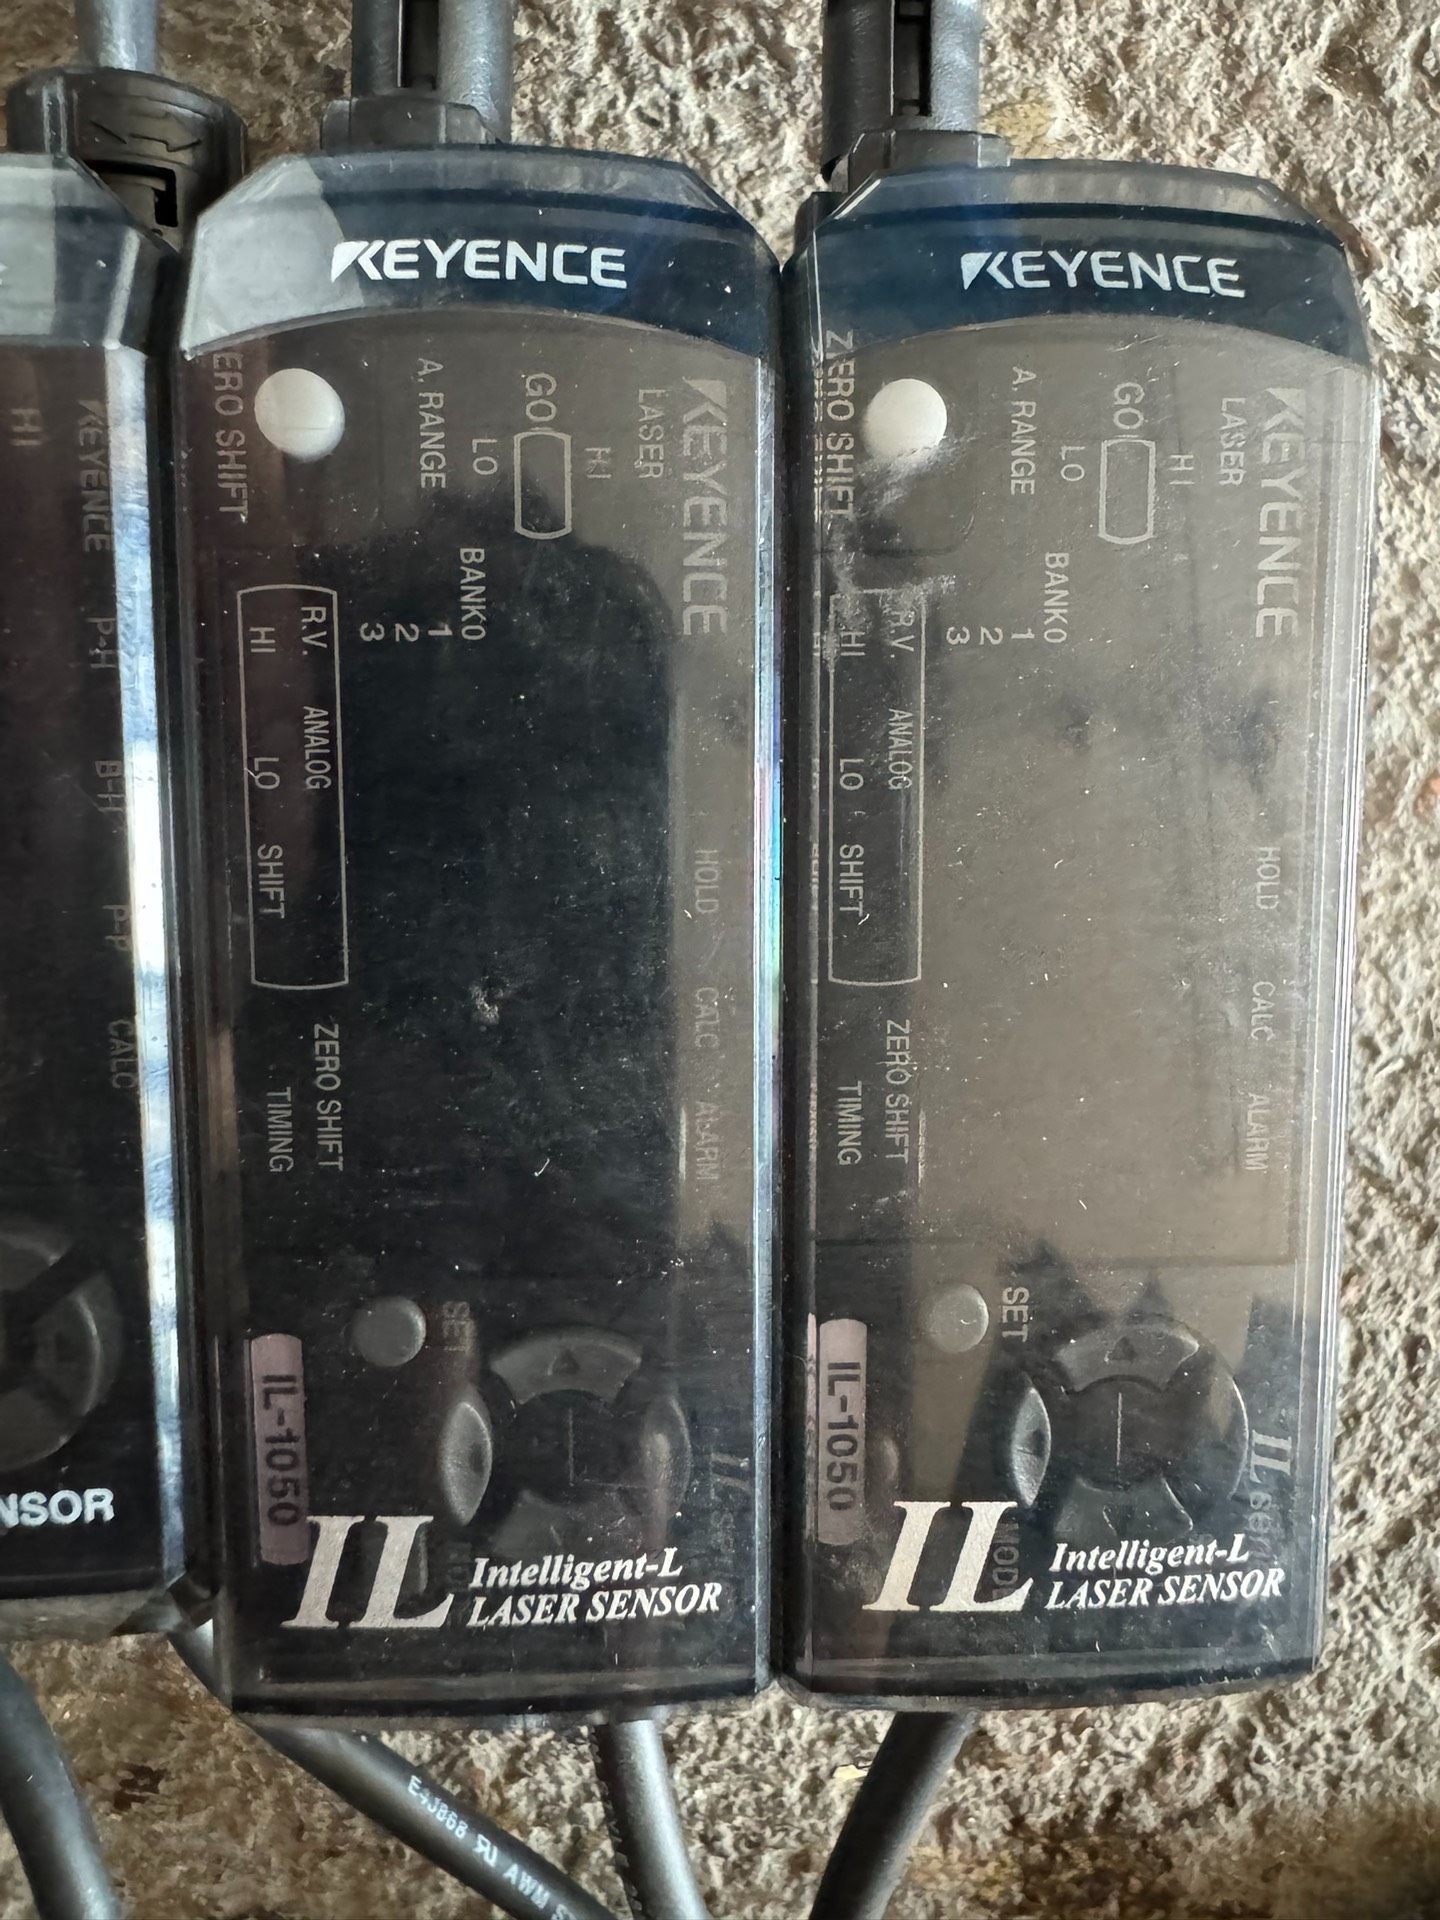 HI
KEYENCE
P-H
B-H
P-P
CALC
NSOR
KEYENCE
ZERO SHIFT
A. RANGE
GO
HI
LO
LASER
KEYENCE
BANK0
1
2
3
R.V. ANALOG
HI LO SHIFT
ZERO SHIFT
TIMING
HOLD CALC ALARM
SET
IL-1050
IL Intelligent-L
LASER SENSOR
E43868 AWM
KEYENCE
ZERO SHIFT
A. RANGE
GO
HI
LO
LASER
KEYENCE
BANK0
1
2
3
R.V. ANALOG
HI LO SHIFT
ZERO SHIFT
TIMING
HOLD CALC ALARM
SET
IL-1050
IL
IL Intelligent-L
LASER SENSOR